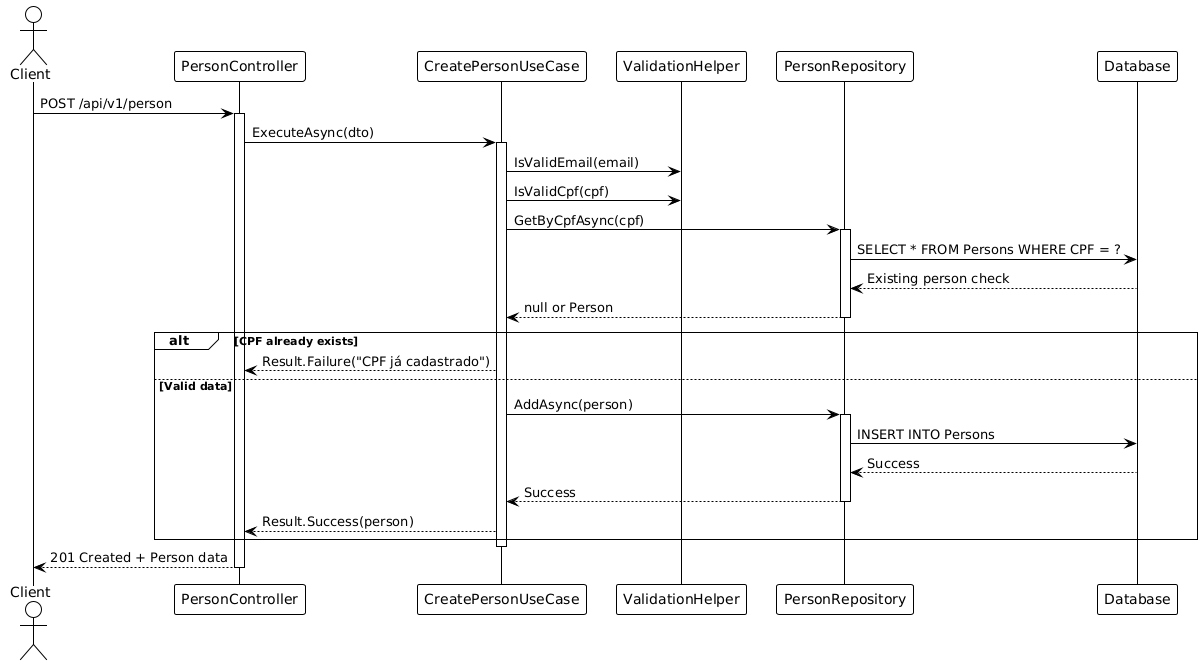 Client
PersonController
CreatePersonUseCase
ValidationHelper
PersonRepository
Database
POST /api/v1/person
ExecuteAsync(dto)
IsValidEmail(email)
IsValidCpf(cpf)
GetByCpfAsync(cpf)
SELECT * FROM Persons WHERE CPF = ?
Existing person check
null or Person
alt
[CPF already exists]
Result.Failure("CPF já cadastrado")
[Valid data]
AddAsync(person)
INSERT INTO Persons
Success
Success
Result.Success(person)
201 Created + Person data
Client
PersonController
CreatePersonUseCase
ValidationHelper
PersonRepository
Database